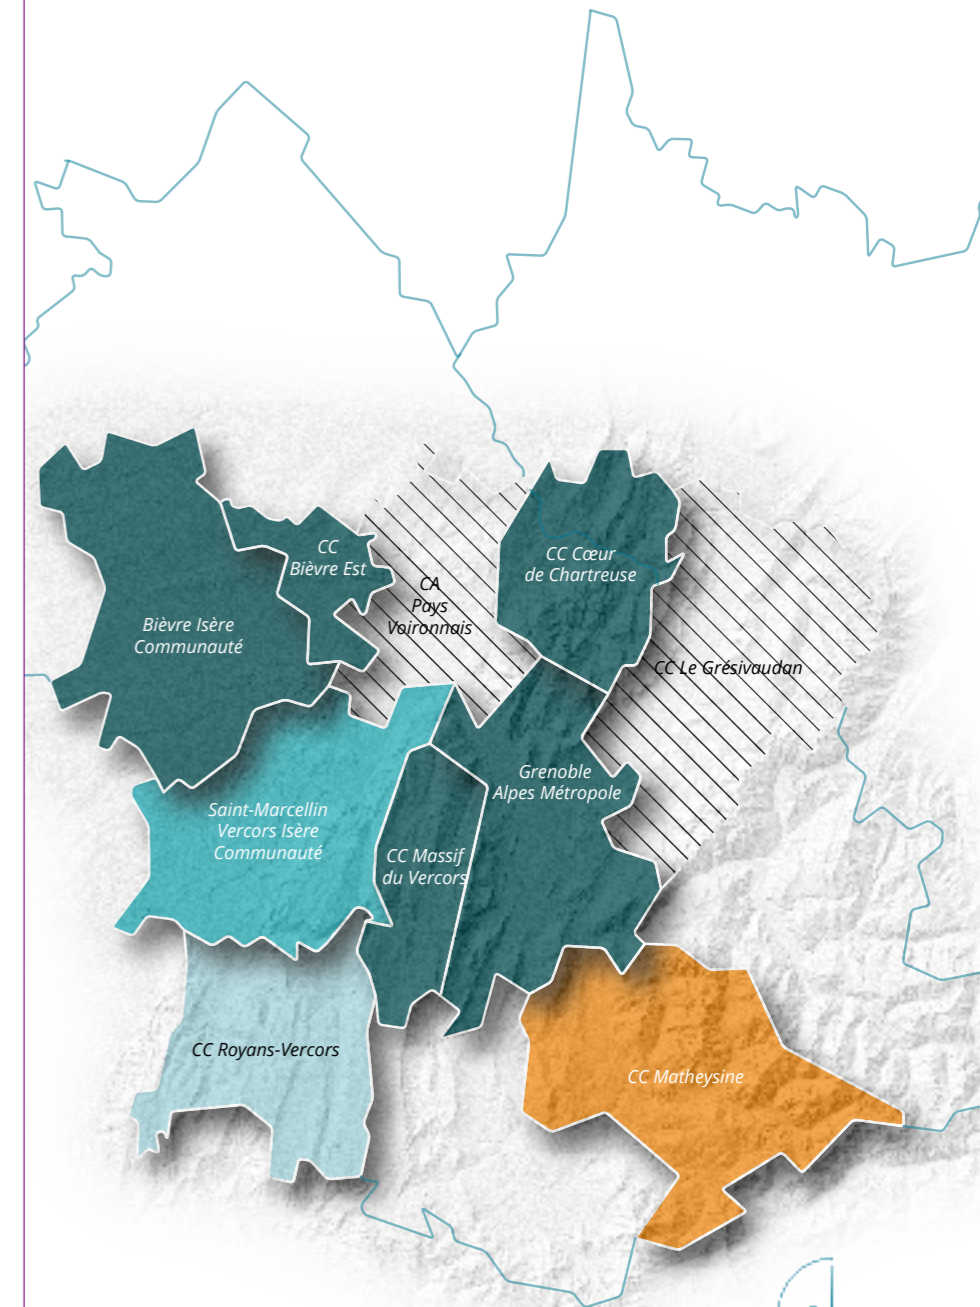 CC
Bièvre Est
CC Cœur
de Chartreuse
CA
Pays
Voironnais
Bièvre Isère
Communauté
CC Le Grésivaudan
Grenoble
Alpes Métropole
Saint-Marcellin
Vercors Isère
Communauté
CC Massif
du Vercors
CC Royans-Vercors
CC Matheysine